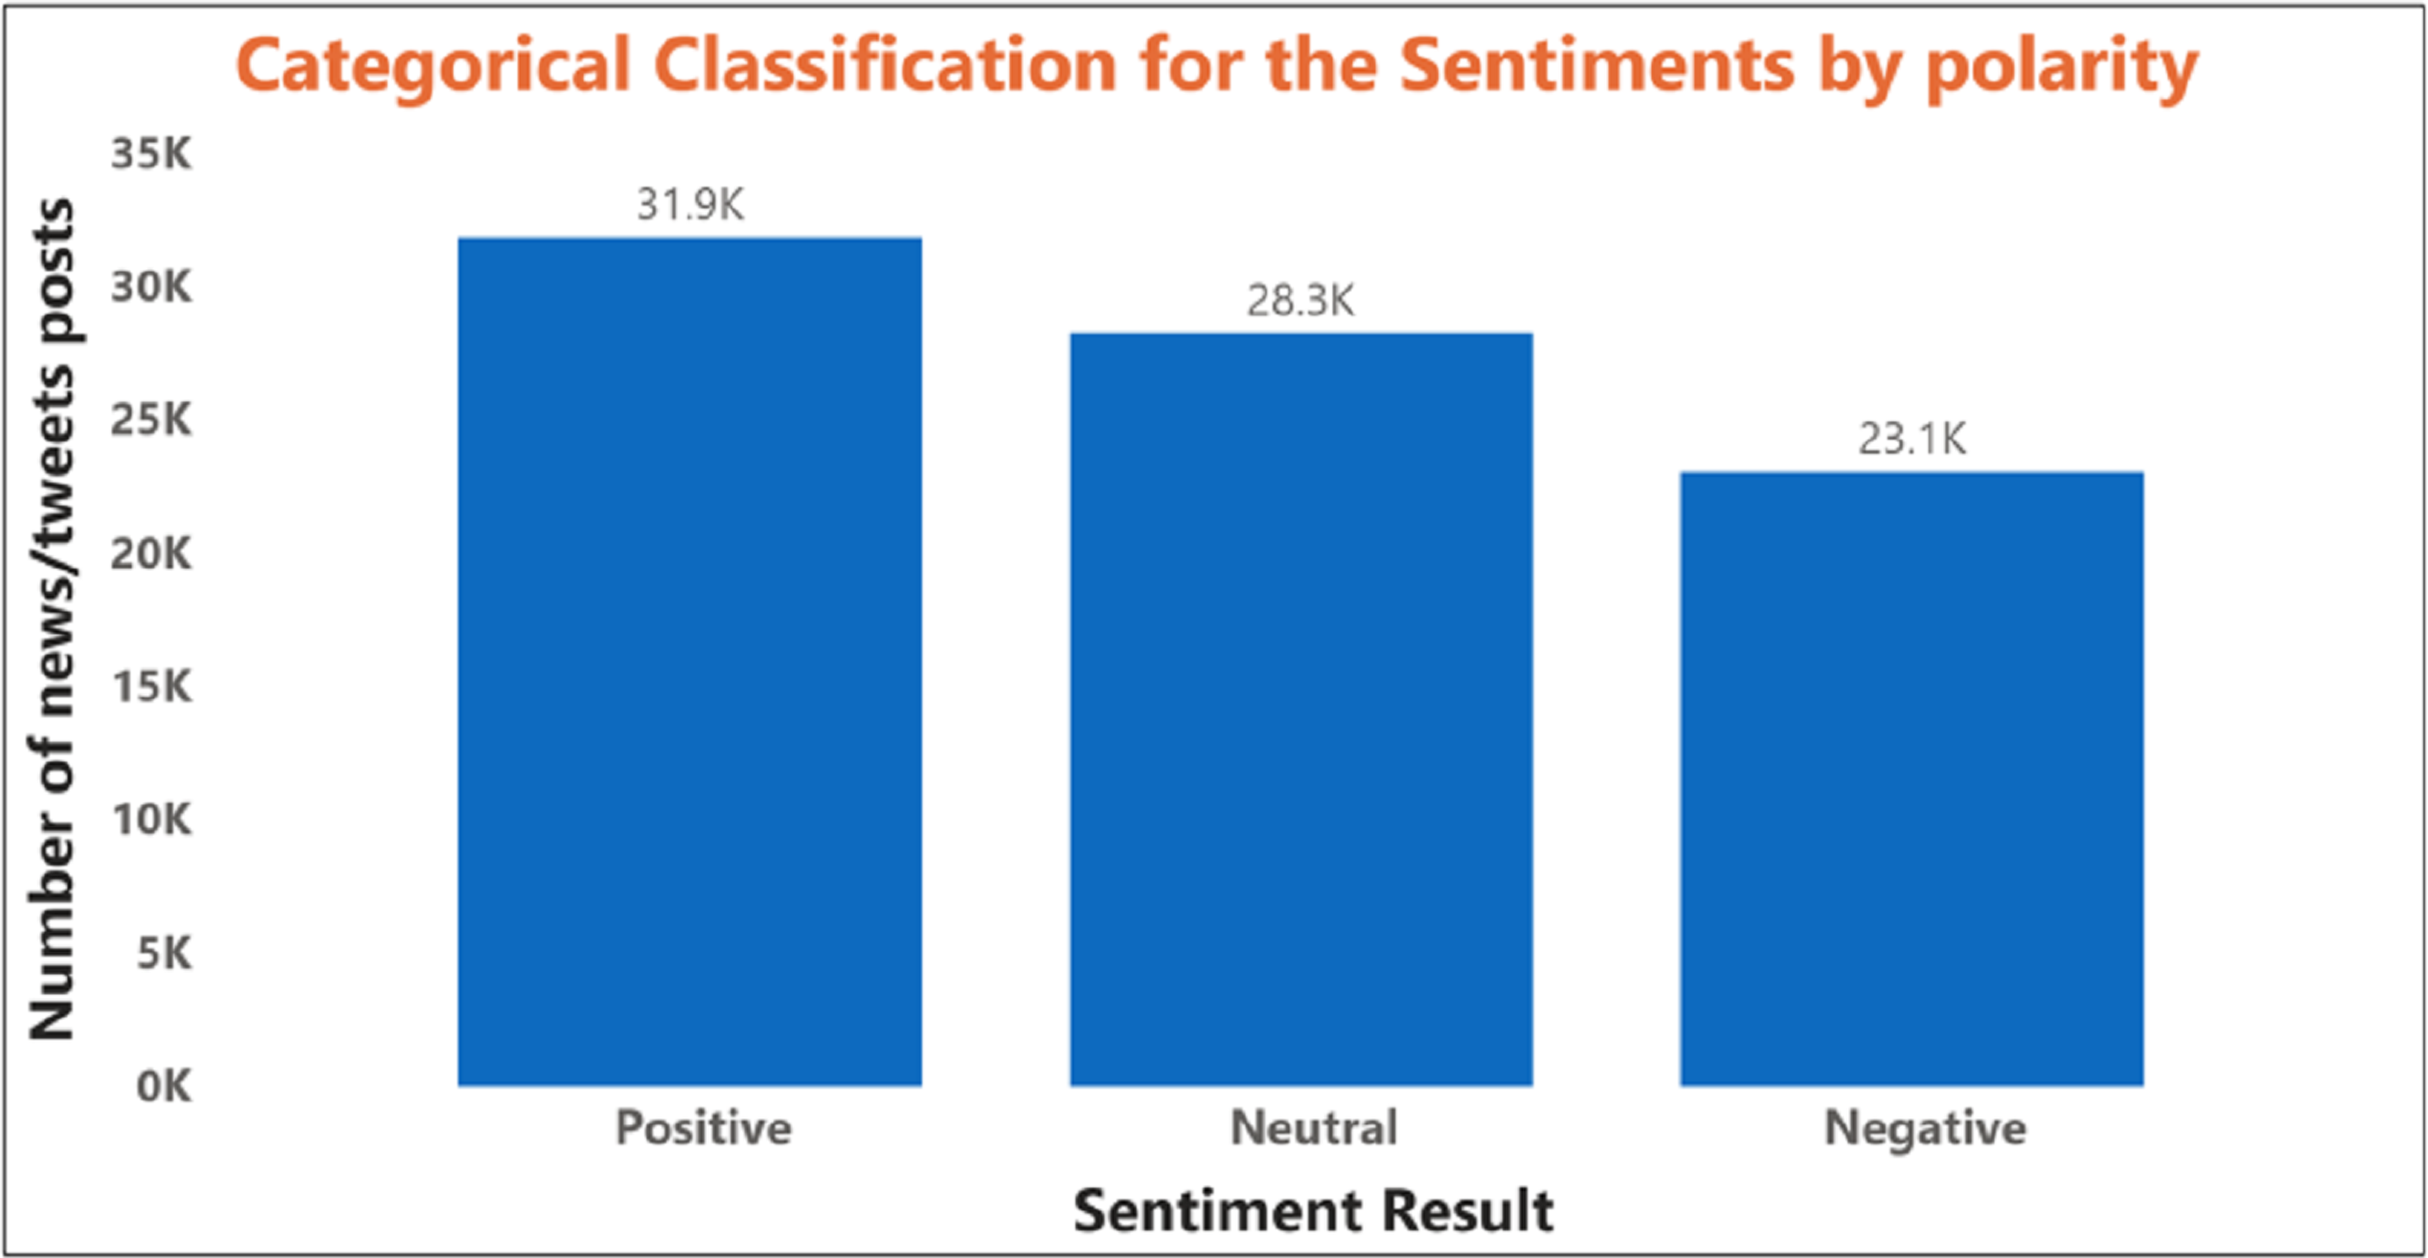 Categorical Classification for the Sentiments by polarity
Number of news/tweets posts
35K
30K
25K
20K
15K
10K
5K
0K
31.9K
28.3K
23.1K
Positive
Neutral
Negative
Sentiment Result